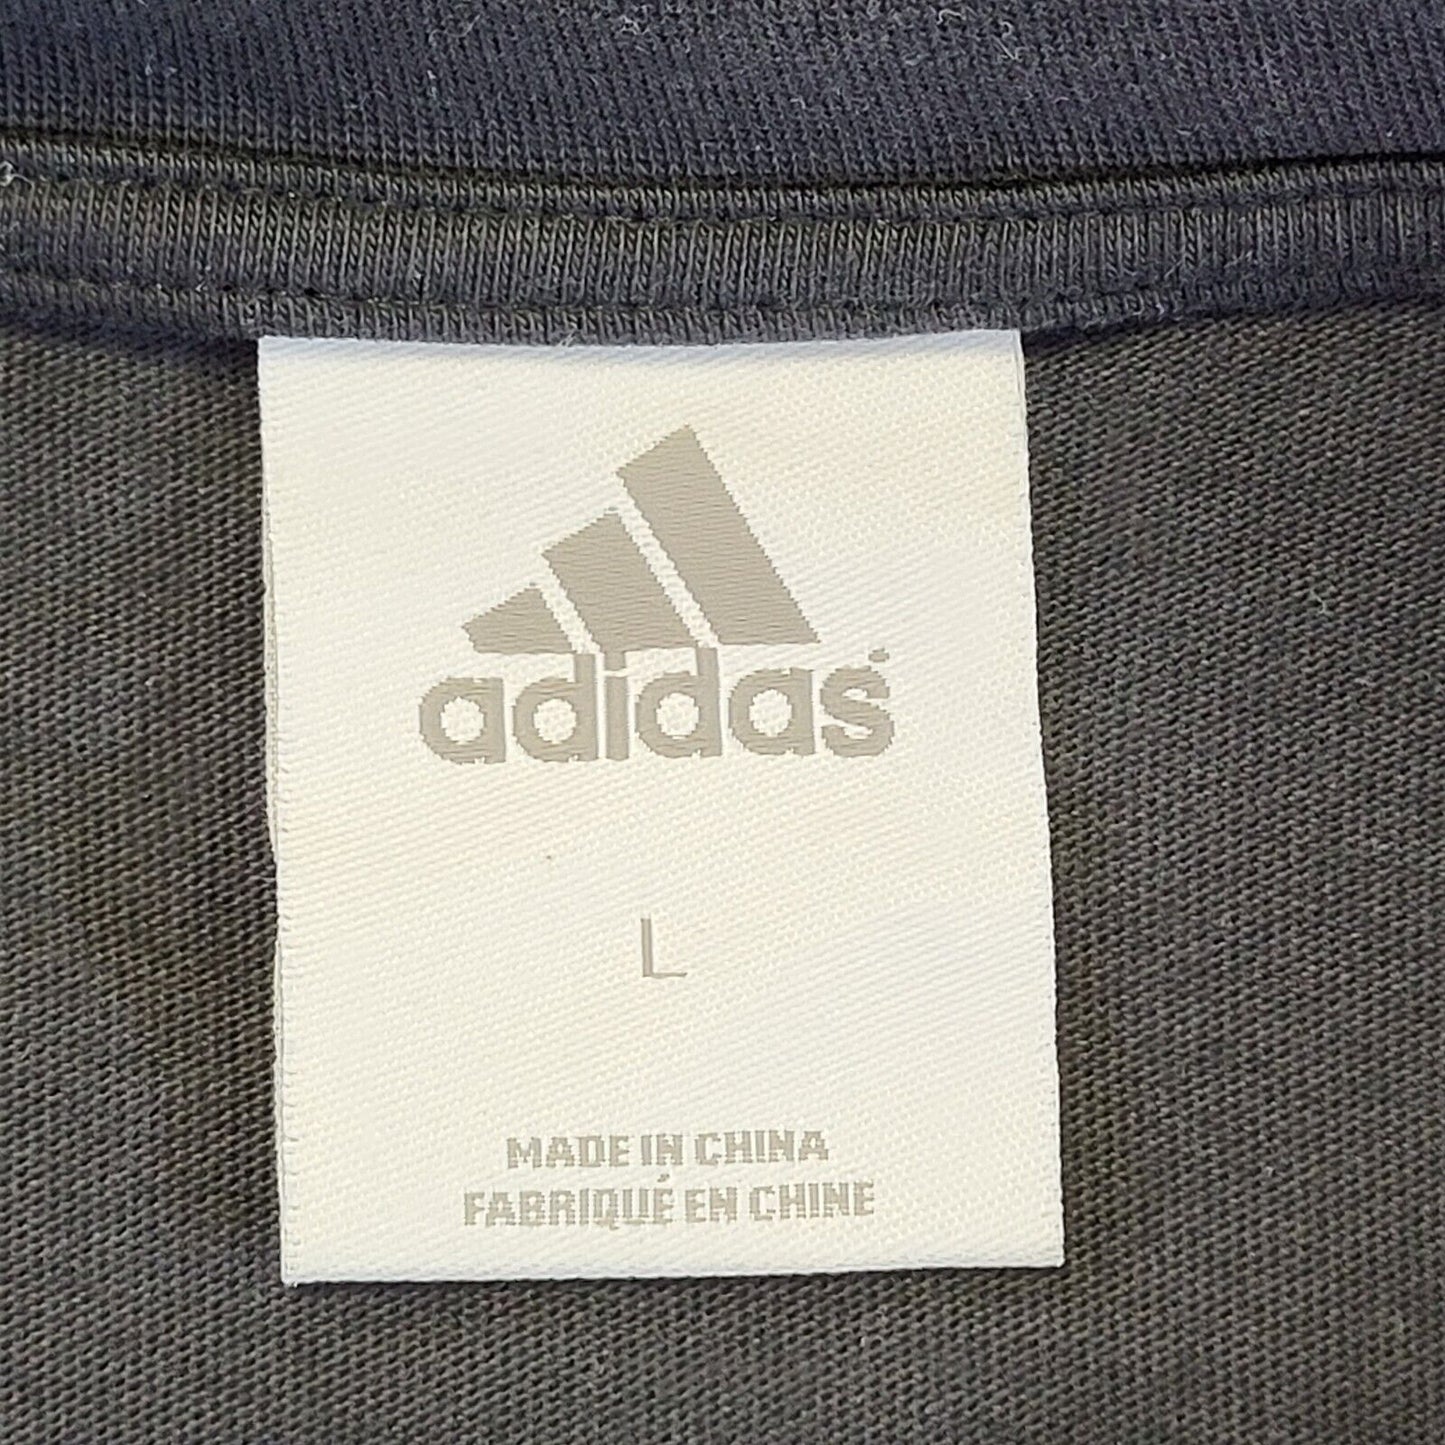 adidas
L
MADE IN CHINA
FABRIQUÉ EN CHINE